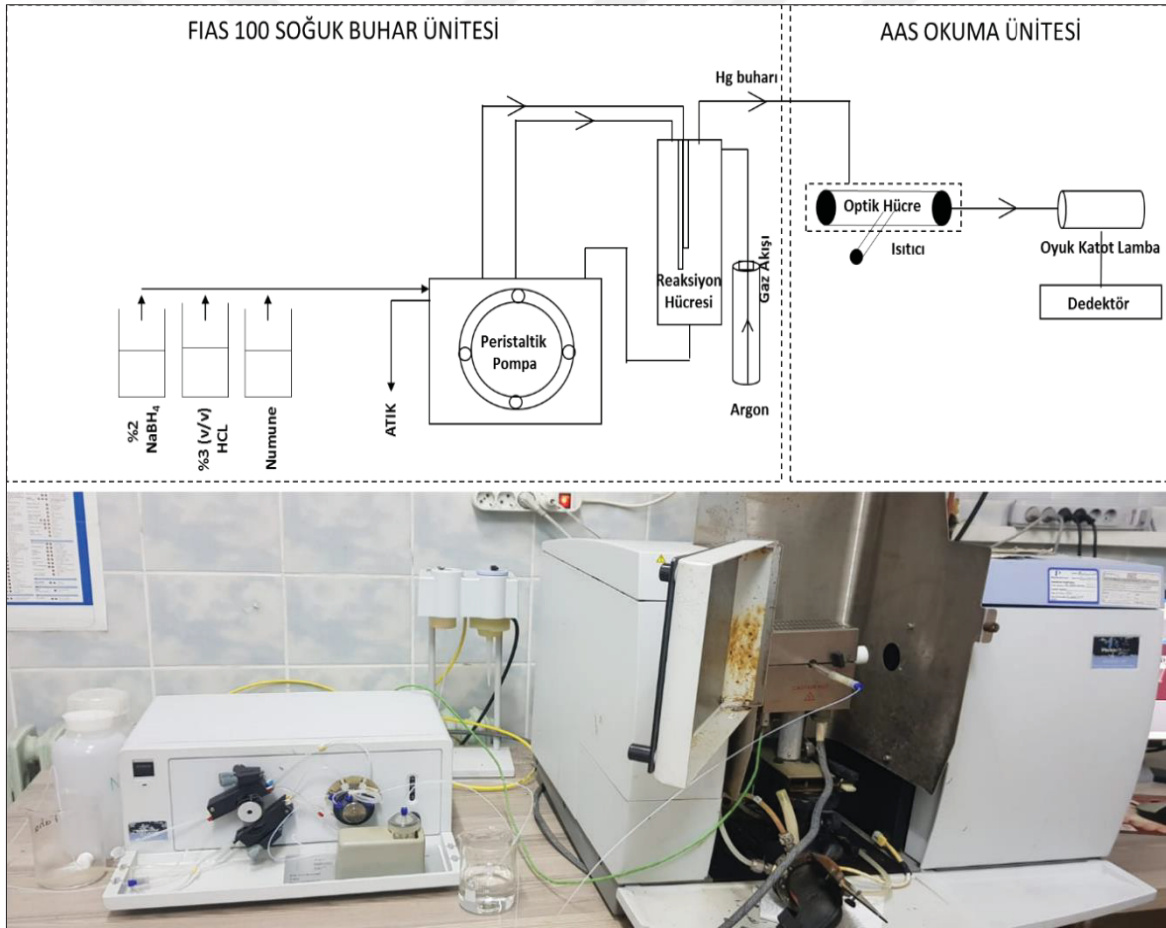 FIAS 100 SOĞUK BUHAR ÜNİTESİ
AAS OKUMA ÜNİTESİ
Hg buharı
Optik Hücre
Isıtıcı
Oyuk Katot Lamba
Dedektör
Reaksiyon
Hücresi
Gaz Akışı
Argon
Peristaltik
Pompa
ATIK
%2
NaBH₄
%3 (v/v)
HCL
Numune